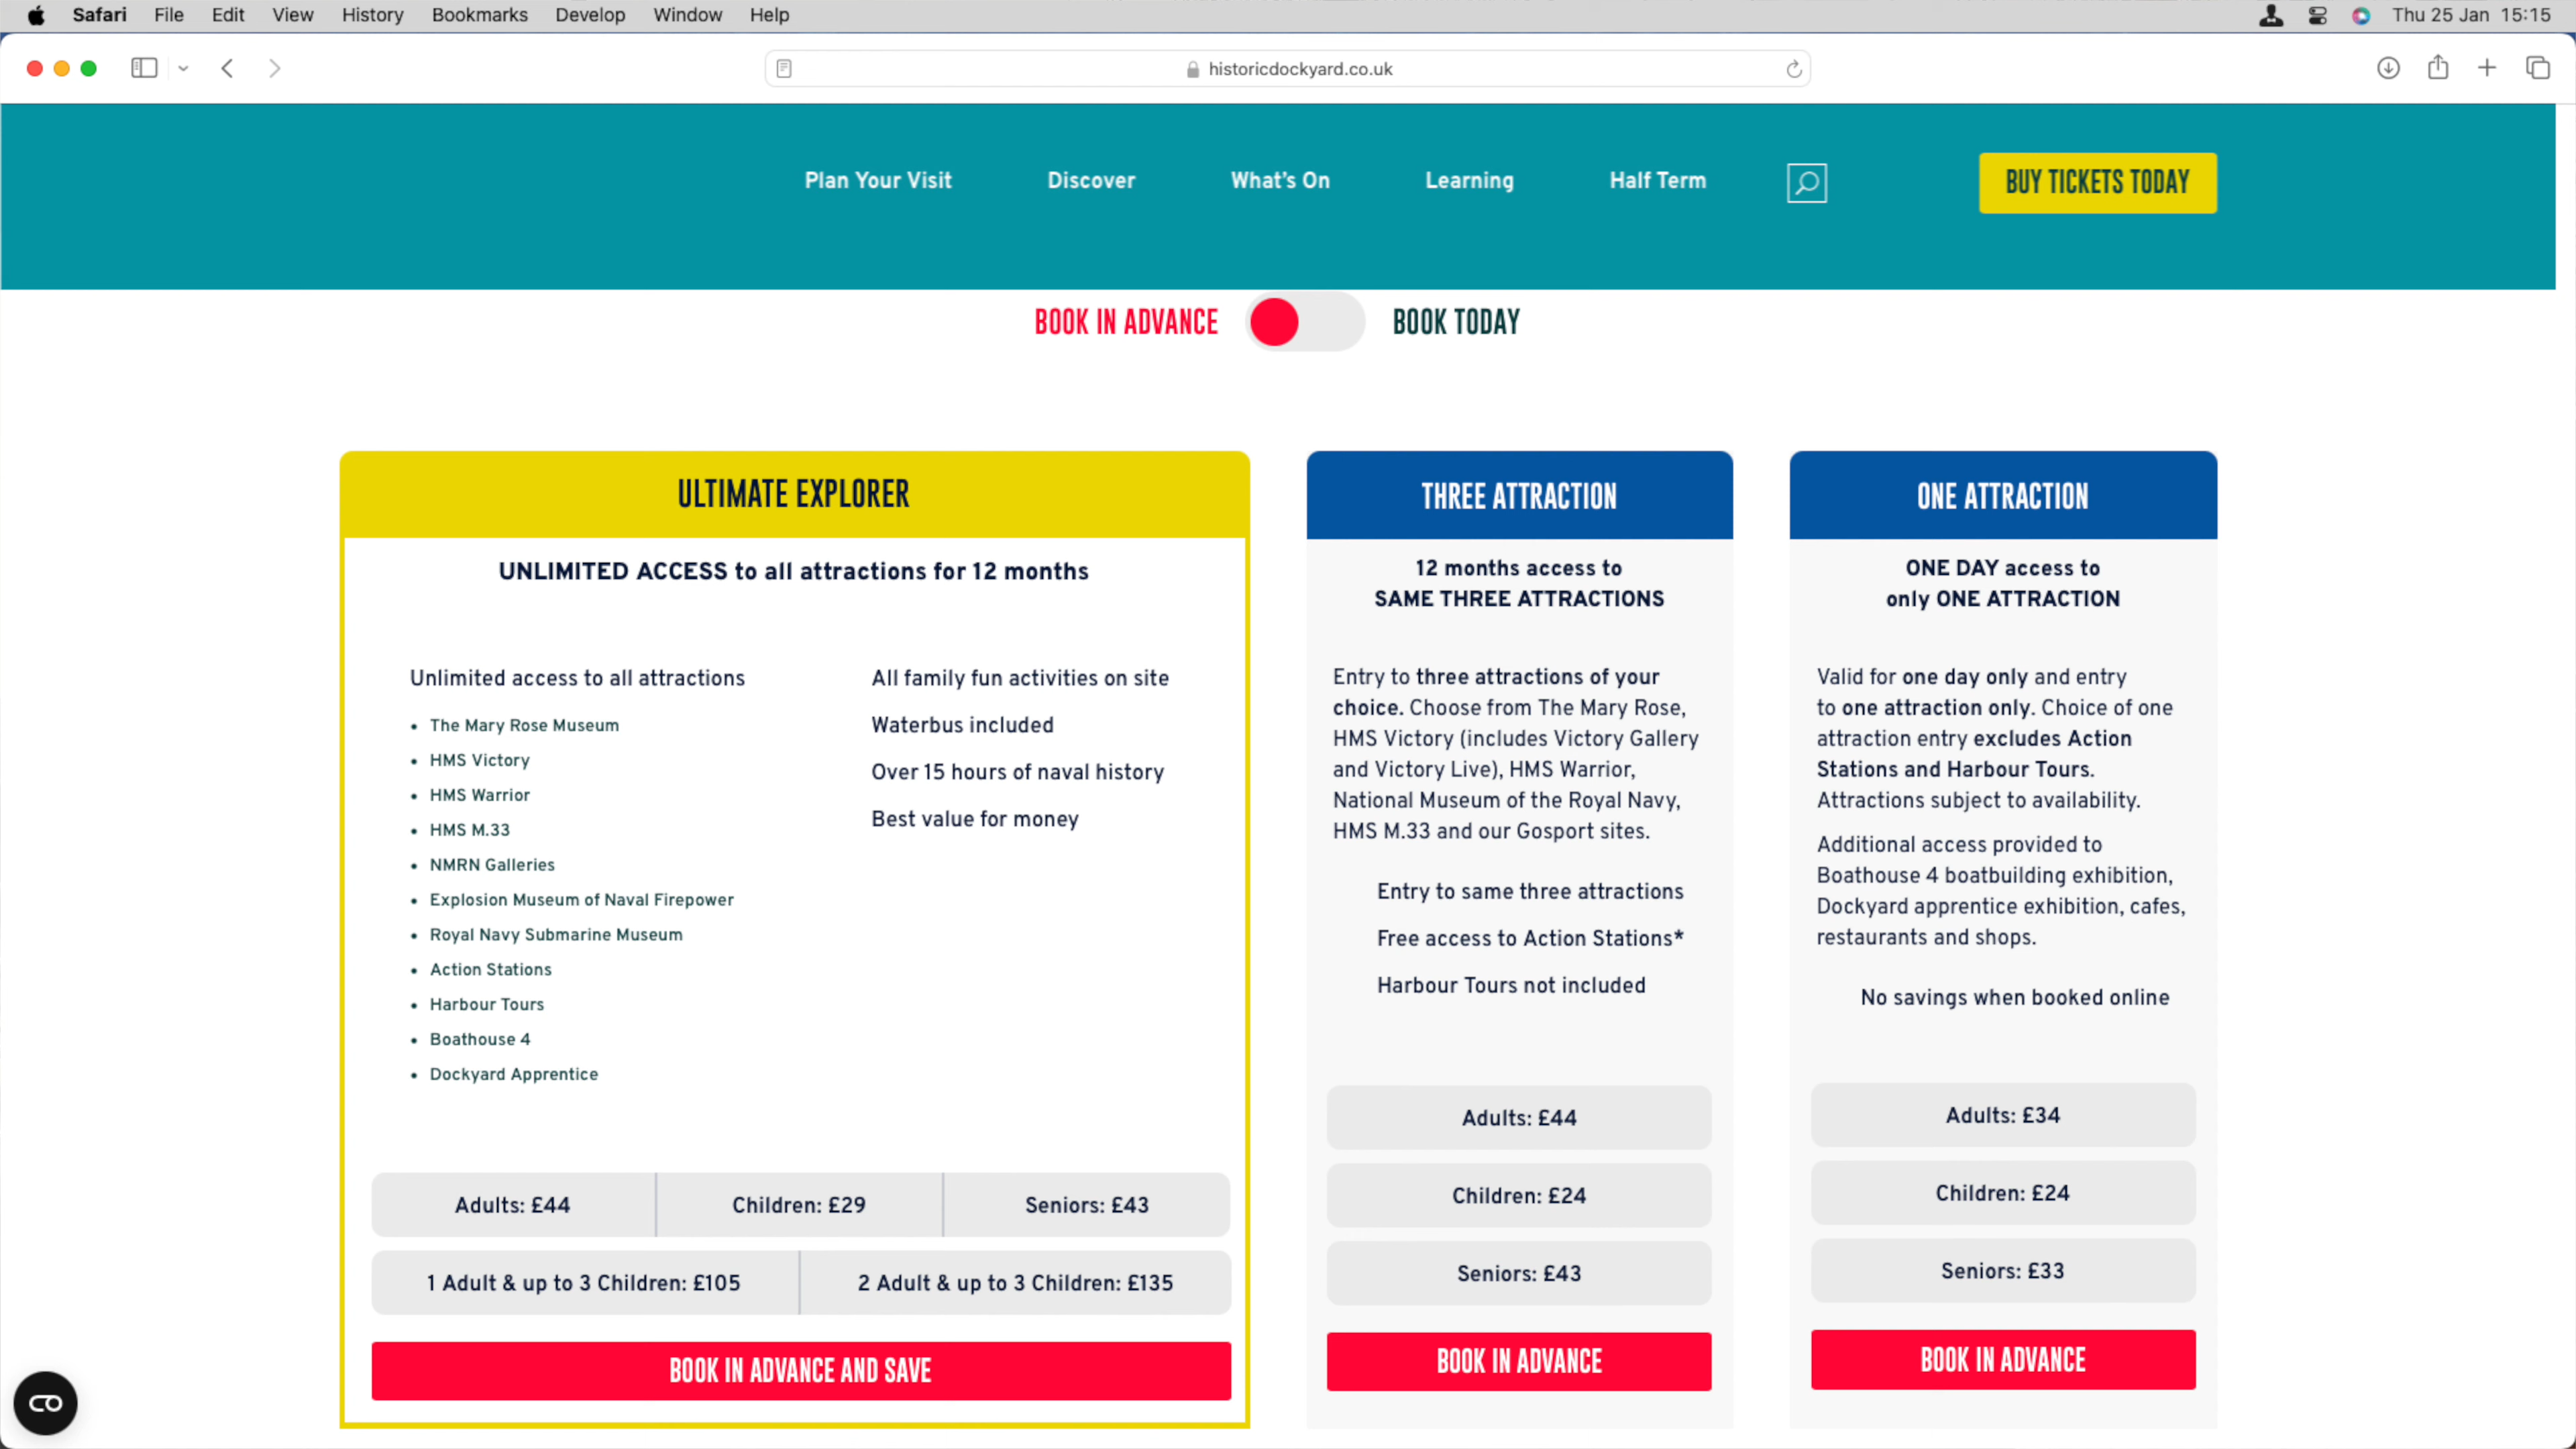 Safari File Edit View History Bookmarks Develop Window Help Thu 25 Jan 15:15
historicdockyard.co.uk
Plan Your Visit Discover What's On Learning Half Term BUY TICKETS TODAY
BOOK IN ADVANCE BOOK TODAY
ULTIMATE EXPLORER
UNLIMITED ACCESS to all attractions for 12 months
Unlimited access to all attractions
• The Mary Rose Museum
• HMS Victory
• HMS Warrior
• HMS M.33
• NMRN Galleries
• Explosion Museum of Naval Firepower
• Royal Navy Submarine Museum
• Action Stations
• Harbour Tours
• Boathouse 4
• Dockyard Apprentice
All family fun activities on site
Waterbus included
Over 15 hours of naval history
Best value for money
Adults: £44 Children: £29 Seniors: £43
1 Adult & up to 3 Children: £105 2 Adult & up to 3 Children: £135
BOOK IN ADVANCE AND SAVE
THREE ATTRACTION
12 months access to
SAME THREE ATTRACTIONS
Entry to three attractions of your
choice. Choose from The Mary Rose,
HMS Victory (includes Victory Gallery
and Victory Live), HMS Warrior,
National Museum of the Royal Navy,
HMS M.33 and our Gosport sites.
Entry to same three attractions
Free access to Action Stations*
Harbour Tours not included
Adults: £44
Children: £24
Seniors: £43
BOOK IN ADVANCE
ONE ATTRACTION
ONE DAY access to
only ONE ATTRACTION
Valid for one day only and entry
to one attraction only. Choice of one
attraction entry excludes Action
Stations and Harbour Tours.
Attractions subject to availability.
Additional access provided to
Boathouse 4 boatbuilding exhibition,
Dockyard apprentice exhibition, cafes,
restaurants and shops.
No savings when booked online
Adults: £34
Children: £24
Seniors: £33
BOOK IN ADVANCE